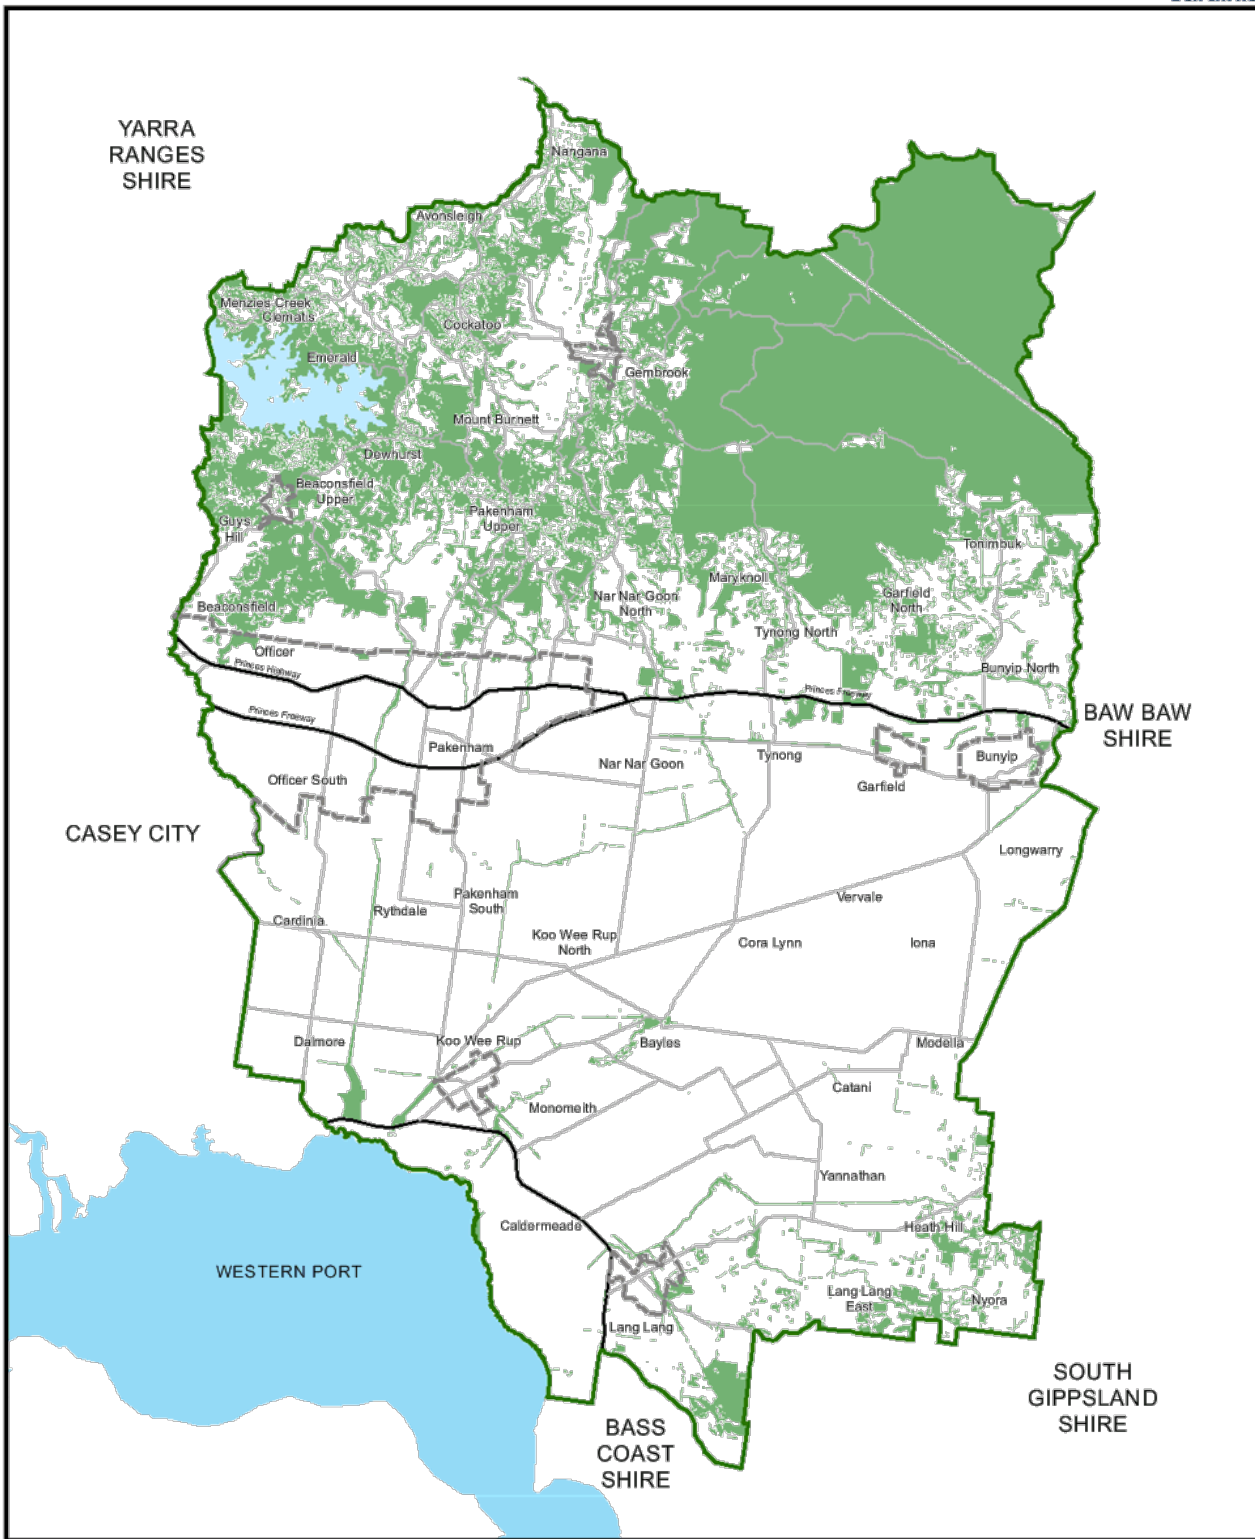 YARRA
RANGES
SHIRE
Nangana
Avonsleigh
Menzies Creek
Clematis
Cockatoo
Emerald
Gembrook
Mount Burnett
Dewhurst
Beaconsfield
Upper
Pakenham
Upper
Guys
Hill
Tonimbuk
Maryknoll
Nar Nar Goon
North
Garfield
North
Beaconsfield
Tynong North
Officer
Princes Highway
Bunyip North
Princes Freeway
Princes Freeway
BAW BAW
SHIRE
Pakenham
Nar Nar Goon
Tynong
Bunyip
Officer South
Garfield
CASEY CITY
Longwarry
Pakenham
South
Vervale
Cardinia
Rythdale
Koo Wee Rup
North
Cora Lynn
Iona
Dalmore
Koo Wee Rup
Bayles
Modella
Catani
Monomeith
Yannathan
Caldermeade
Heath Hill
WESTERN PORT
Lang Lang
East
Nyora
Lang Lang
SOUTH
GIPPSLAND
SHIRE
BASS
COAST
SHIRE